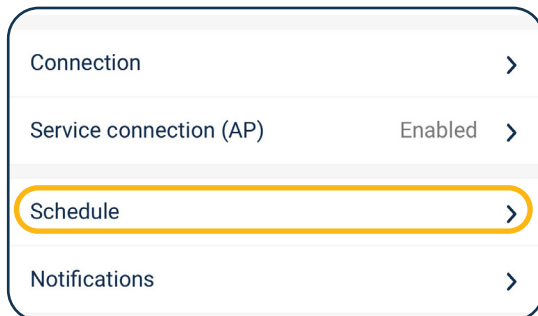 Connection
Service connection (AP) Enabled
Schedule
Notifications